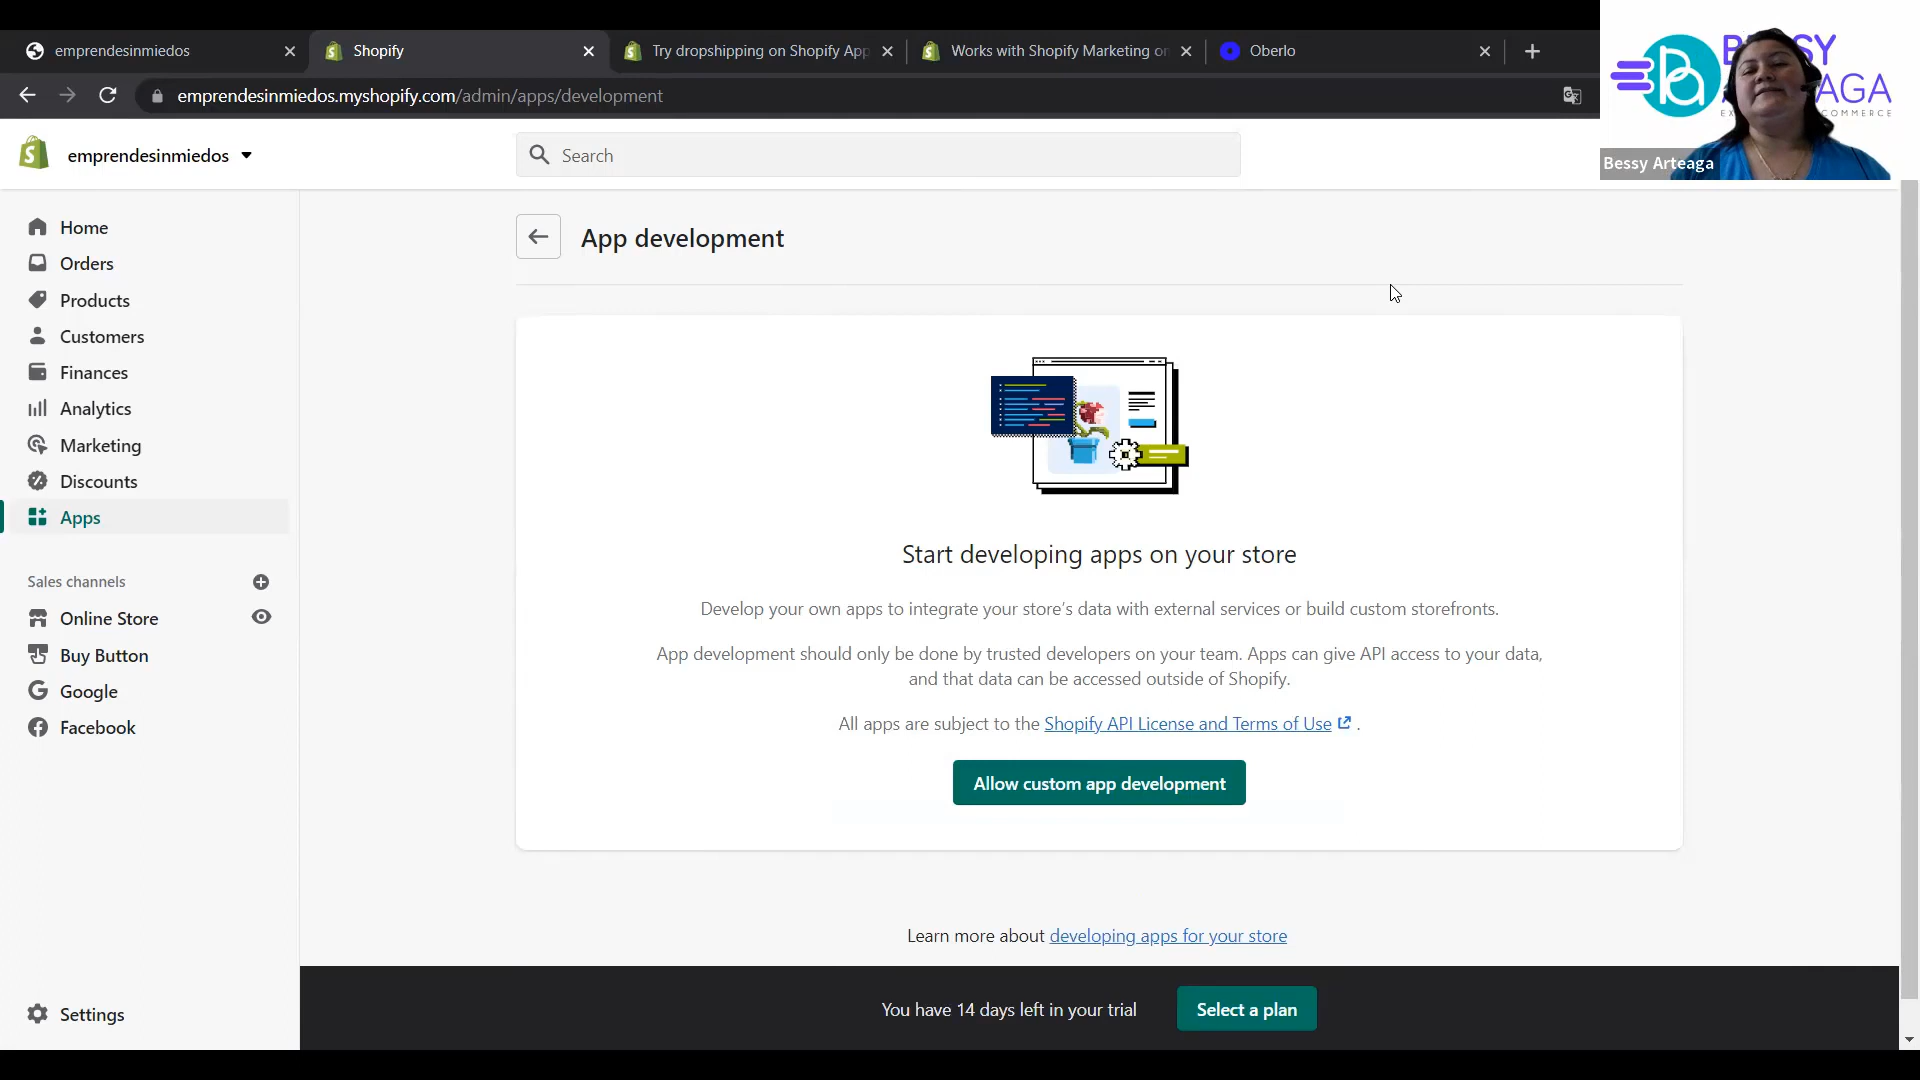 emprendesinmiedos
Shopify
Try dropshipping on Shopify App
Works with Shopify Marketing on
Oberlo
emprendesinmiedos.myshopify.com/admin/apps/development
Bessy Arteaga
emprendesinmiedos
Search
Home
Orders
Products
Customers
Finances
Analytics
Marketing
Discounts
Apps
Sales channels
Online Store
Buy Button
Google
Facebook
Settings
App development
Start developing apps on your store
Develop your own apps to integrate your store's data with external services or build custom storefronts.
App development should only be done by trusted developers on your team. Apps can give API access to your data,
and that data can be accessed outside of Shopify.
All apps are subject to the Shopify API License and Terms of Use .
Allow custom app development
Learn more about developing apps for your store
You have 14 days left in your trial
Select a plan